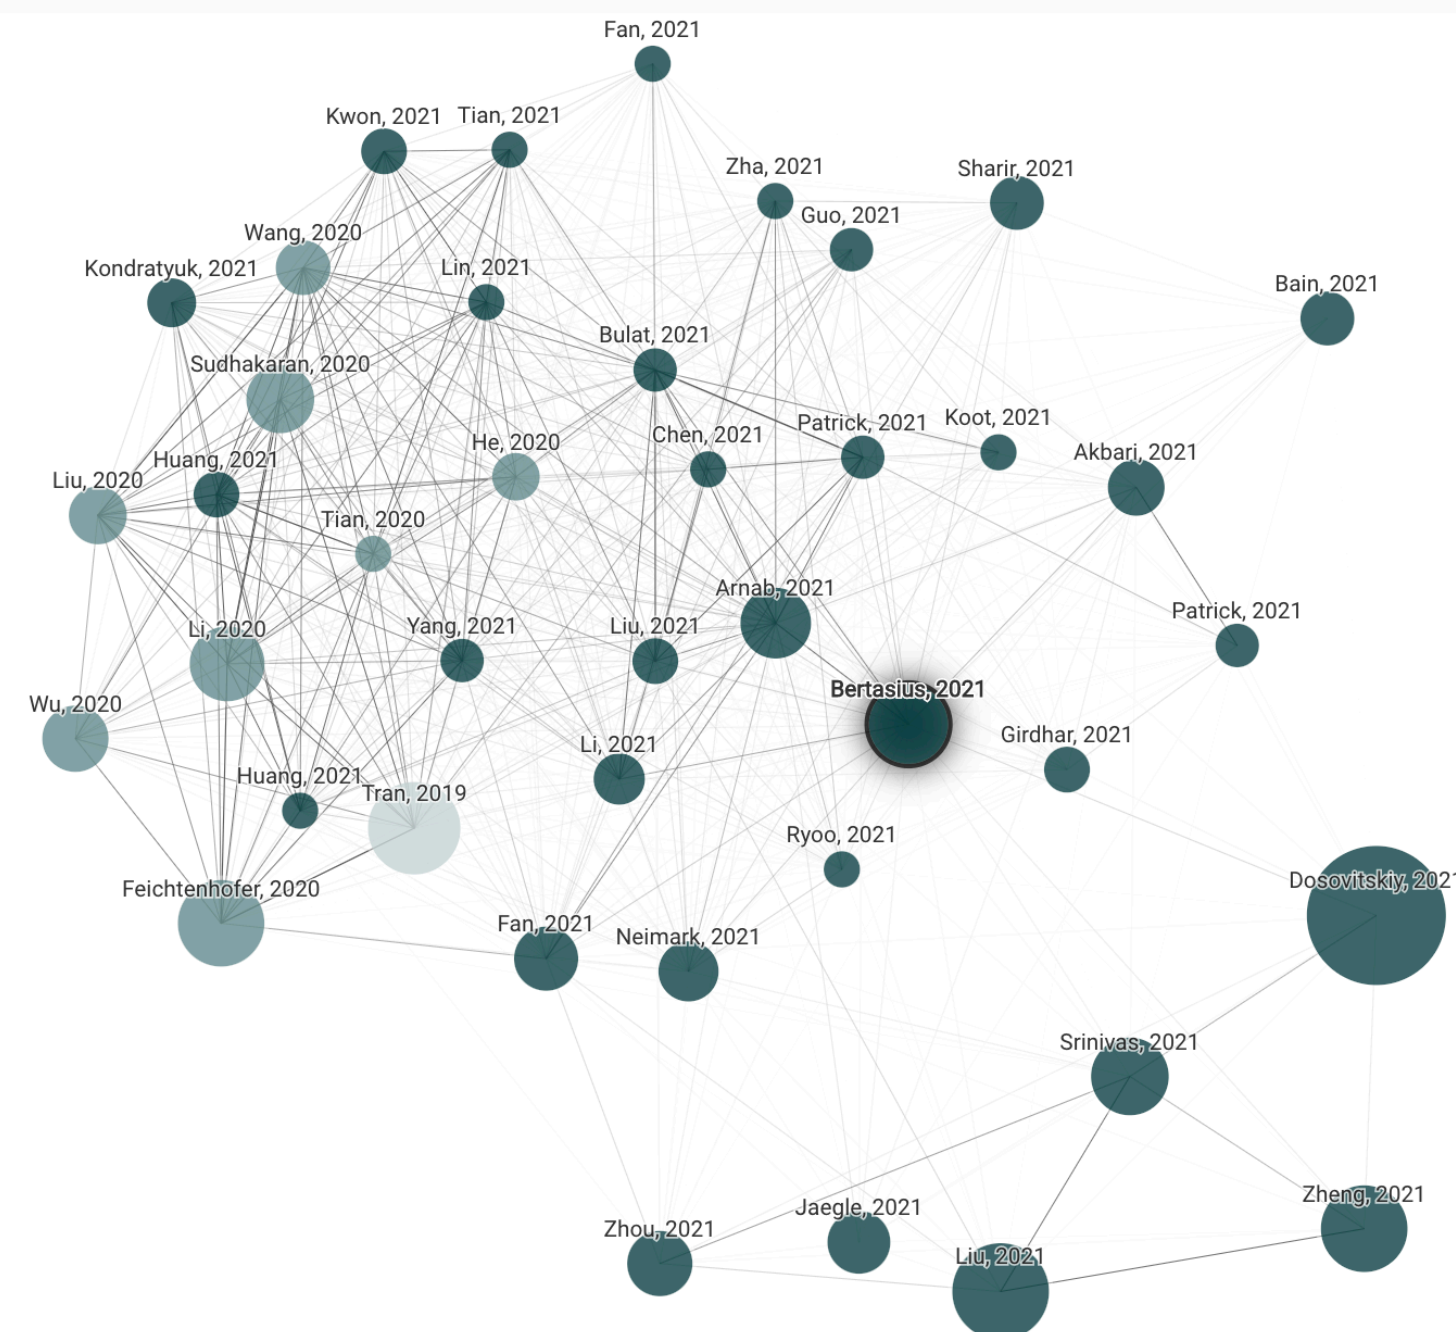 Fan, 2021
Kwon, 2021
Tian, 2021
Zha, 2021
Sharir, 2021
Guo, 2021
Wang, 2020
Kondratyuk, 2021
Lin, 2021
Bain, 2021
Bulat, 2021
Sudhakaran, 2020
Koot, 2021
Patrick, 2021
Chen, 2021
He, 2020
Akbari, 2021
Huang, 2021
Liu, 2020
Tian, 2020
Arnab, 2021
Patrick, 2021
Li, 2020
Yang, 2021
Liu, 2021
Bertasius, 2021
Wu, 2020
Girdhar, 2021
Li, 2021
Huang, 2021
Tran, 2019
Ryoo, 2021
Dosovitskiy, 2021
Feichtenhofer, 2020
Fan, 2021
Neimark, 2021
Srinivas, 2021
Zheng, 2021
Jaegle, 2021
Zhou, 2021
Liu, 2021